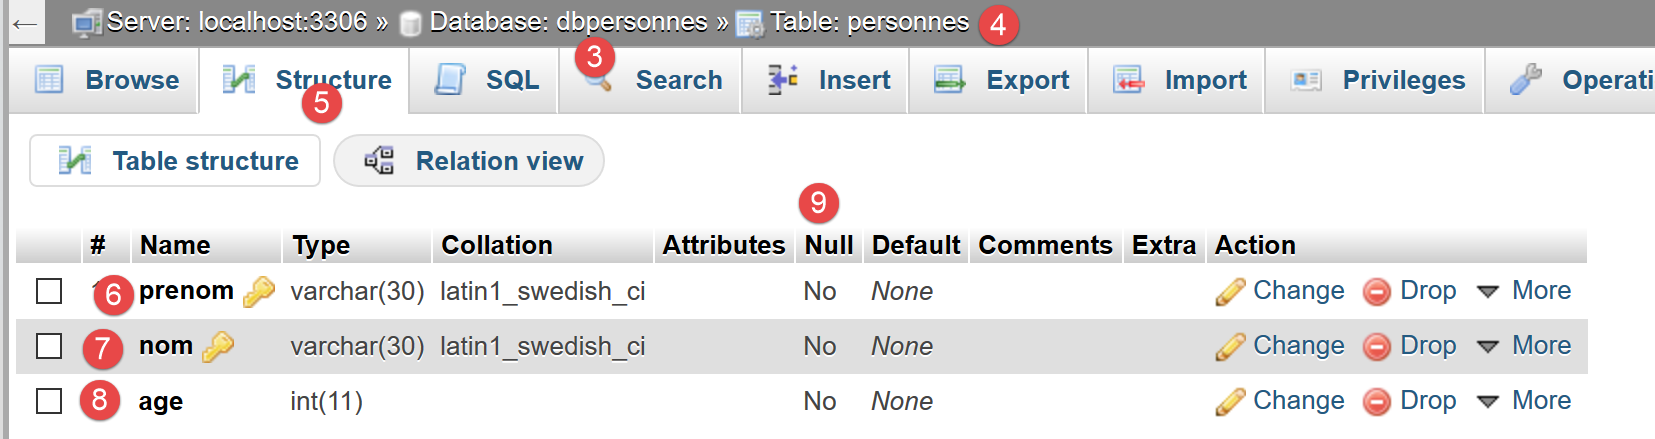 ← Server: localhost:3306 » Database: dbpersonnes » Table: personnes 4
Browse Structure SQL 3 Search Insert Export Import Privileges Operati
5
Table structure Relation view
9
# Name Type Collation Attributes Null Default Comments Extra Action
6 prenom varchar(30) latin1_swedish_ci No None Change Drop More
7 nom varchar(30) latin1_swedish_ci No None Change Drop More
8 age int(11) No None Change Drop More